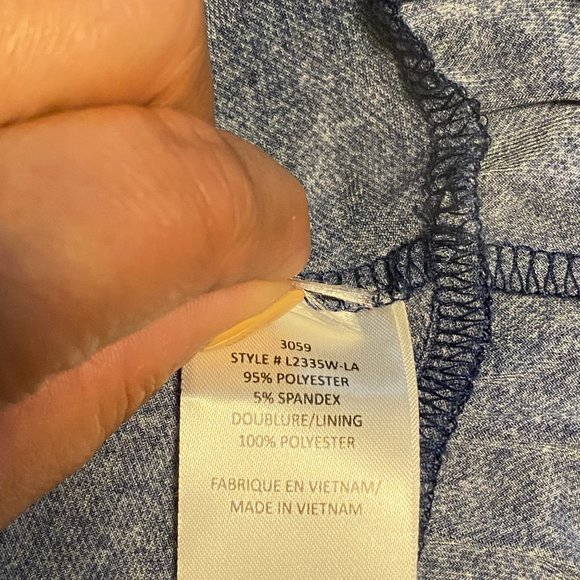 3059
STYLE # L2335W-LA
95% POLYESTER
5% SPANDEX
DOUBLURE/LINING
100% POLYESTER
FABRIQUE EN VIETNAM/
MADE IN VIETNAM